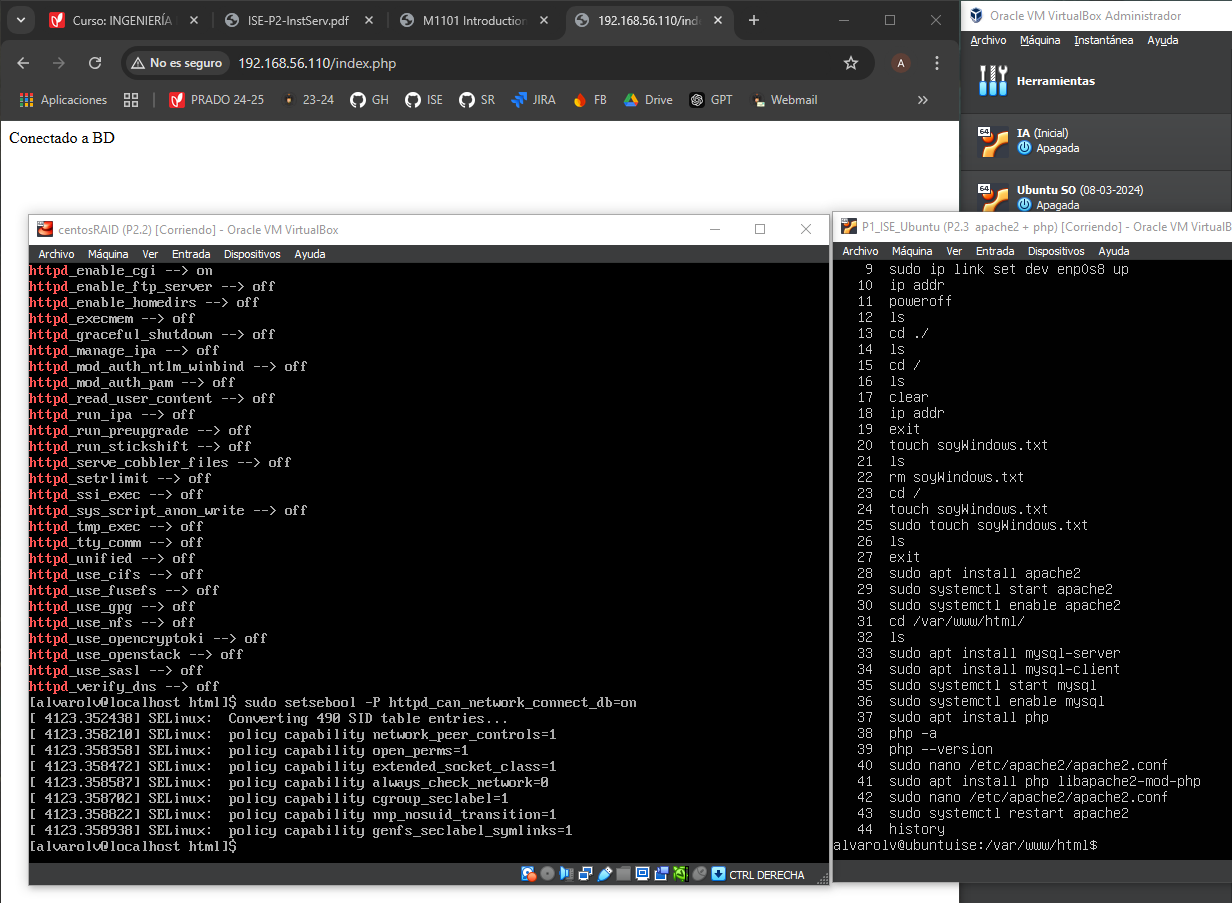 Curso: INGENIERÍA
ISE-P2-InstServ.pdf
M1101 Introduction
192.168.56.110/inde
No es seguro
192.168.56.110/index.php
A
Aplicaciones
PRADO 24-25
23-24
GH
ISE
SR
JIRA
FB
Drive
GPT
Webmail
Conectado a BD
Oracle VM VirtualBox Administrador
Archivo Máquina Instantánea Ayuda
Herramientas
64
IA (Inicial)
Apagada
64
Ubuntu SO (08-03-2024)
Apagada
centosRAID (P2.2) [Corriendo] - Oracle VM VirtualBox
Archivo Máquina Ver Entrada Dispositivos Ayuda
httpd_enable_cgi --> on
httpd_enable_ftp_server --> off
httpd_enable_homedirs --> off
httpd_execmem --> off
httpd_graceful_shutdown --> off
httpd_manage_ipa --> off
httpd_mod_auth_ntlm_winbind --> off
httpd_mod_auth_pam --> off
httpd_read_user_content --> off
httpd_run_ipa --> off
httpd_run_preupgrade --> off
httpd_run_stickshift --> off
httpd_serve_cobbler_files --> off
httpd_setrlimit --> off
httpd_ssi_exec --> off
httpd_sys_script_anon_write --> off
httpd_tmp_exec --> off
httpd_tty_comm --> off
httpd_unified --> off
httpd_use_cifs --> off
httpd_use_fusefs --> off
httpd_use_gpg --> off
httpd_use_nfs --> off
httpd_use_opencryptoki --> off
httpd_use_openstack --> off
httpd_use_sasl --> off
httpd_verify_dns --> off
[alvarolv@localhost html]$ sudo setsebool -P httpd_can_network_connect_db=on
[ 4123.352438] SELinux:  Converting 490 SID table entries...
[ 4123.358210] SELinux:  policy capability network_peer_controls=1
[ 4123.358358] SELinux:  policy capability open_perms=1
[ 4123.358472] SELinux:  policy capability extended_socket_class=1
[ 4123.358587] SELinux:  policy capability always_check_network=0
[ 4123.358702] SELinux:  policy capability cgroup_seclabel=1
[ 4123.358822] SELinux:  policy capability nnp_nosuid_transition=1
[ 4123.358938] SELinux:  policy capability genfs_seclabel_symlinks=1
[alvarolv@localhost html]$
CTRL DERECHA
P1_ISE_Ubuntu (P2.3 apache2 + php) [Corriendo] - Oracle VM VirtualB
Archivo Máquina Ver Entrada Dispositivos Ayuda
9 sudo ip link set dev enp0s8 up
10 ip addr
11 poweroff
12 ls
13 cd ./
14 ls
15 cd /
16 ls
17 clear
18 ip addr
19 exit
20 touch soyWindows.txt
21 ls
22 rm soyWindows.txt
23 cd /
24 touch soyWindows.txt
25 sudo touch soyWindows.txt
26 ls
27 exit
28 sudo apt install apache2
29 sudo systemctl start apache2
30 sudo systemctl enable apache2
31 cd /var/www/html/
32 ls
33 sudo apt install mysql-server
34 sudo apt install mysql-client
35 sudo systemctl start mysql
36 sudo systemctl enable mysql
37 sudo apt install php
38 php -a
39 php --version
40 sudo nano /etc/apache2/apache2.conf
41 sudo apt install php libapache2-mod-php
42 sudo nano /etc/apache2/apache2.conf
43 sudo systemctl restart apache2
44 history
alvarolv@ubuntuise:/var/www/html$